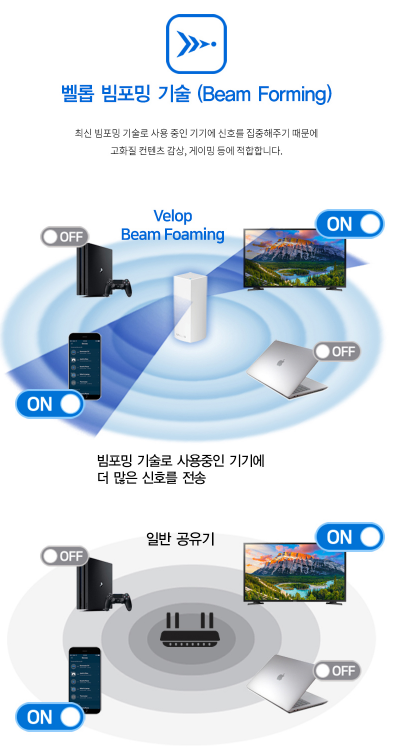 벨롭 빔포밍 기술 (Beam Forming)
최신 빔포밍 기술로 사용 중인 기기에 신호를 집중해주기 때문에
고화질 컨텐츠 감상, 게이밍 등에 적합합니다.
Velop
Beam Foaming
OFF
ON
OFF
ON
빔포밍 기술로 사용중인 기기에
더 많은 신호를 전송
일반 공유기
OFF
ON
OFF
ON